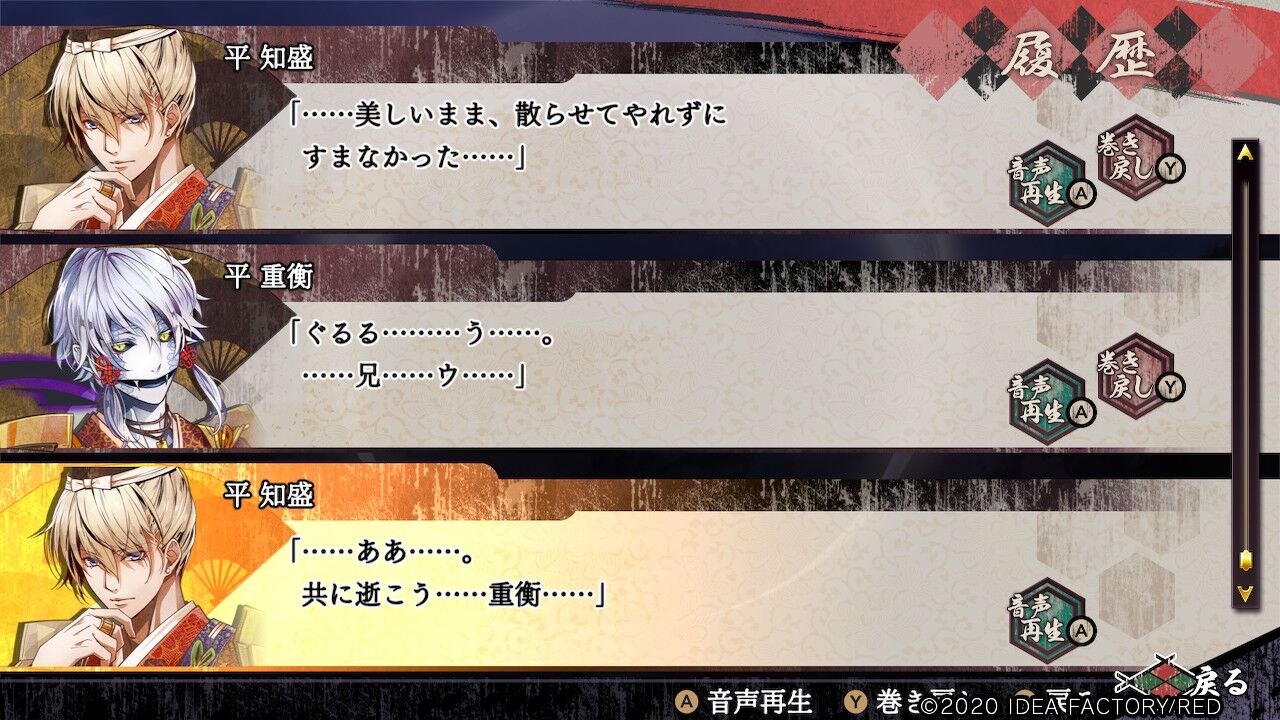 履歴
平 知盛
「……美しいまま、散らせてやれずに
すまなかった……」
音声
再生 A
巻き
戻し Y
平 重衡
「ぐるる………う……。
……兄……ウ……」
音声
再生 A
巻き
戻し Y
平 知盛
「……ああ……。
共に逝こう……重衡……」
音声
再生 A
戻る
A 音声再生 Y 巻き
©2020 IDEA FACTORY/RED